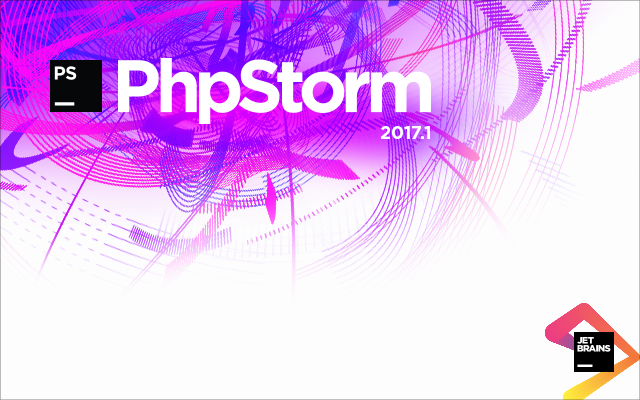 PS
PhpStorm
2017.1
JET
BRAINS